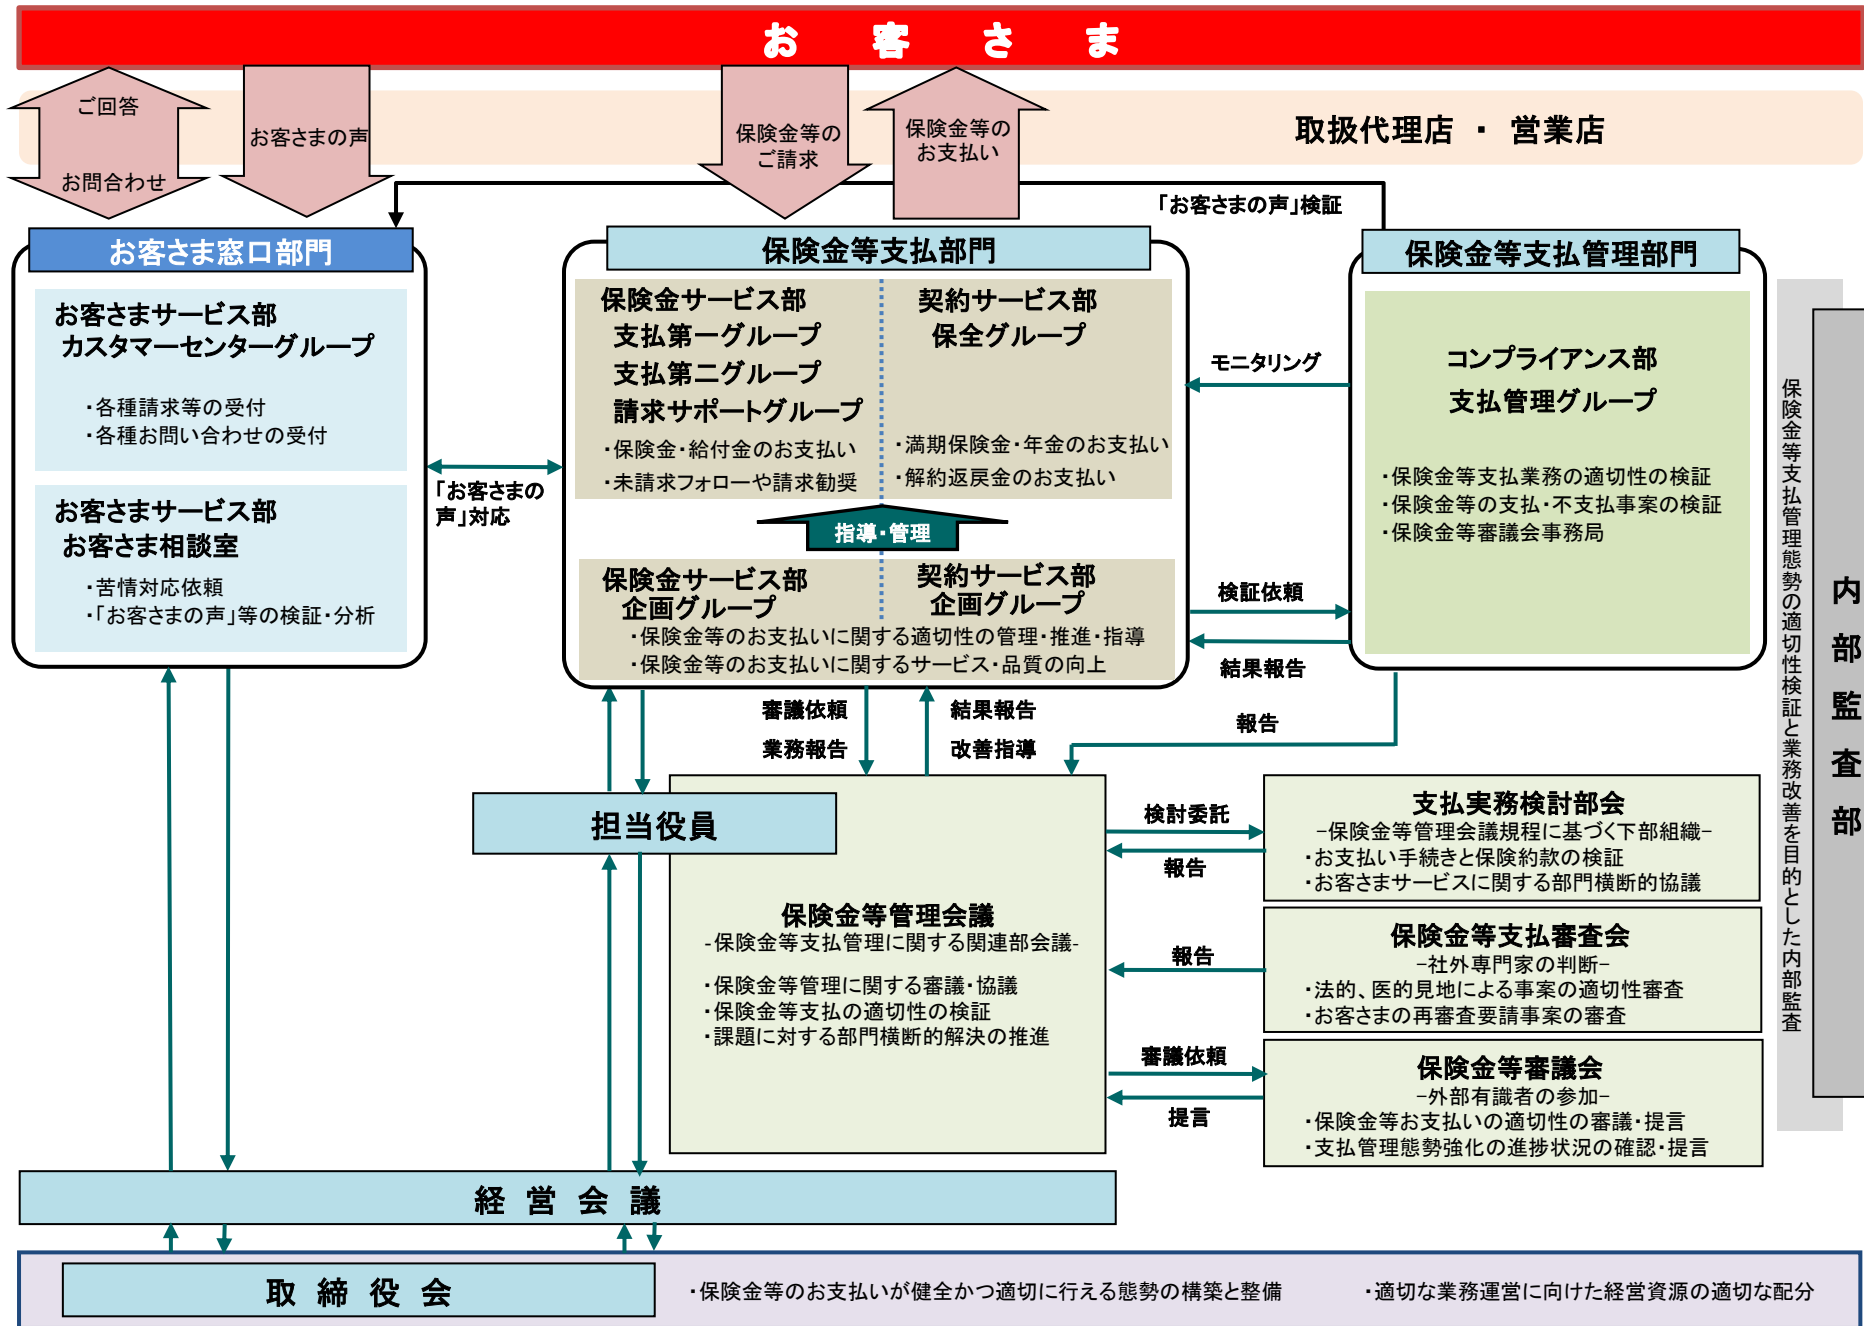 お客さま
取扱代理店 ・ 営業店
ご回答
お問合わせ
お客さまの声
保険金等の
ご請求
保険金等の
お支払い
「お客さまの声」検証
お客さま窓口部門
お客さまサービス部
カスタマーセンターグループ
・各種請求等の受付
・各種お問い合わせの受付
お客さまサービス部
お客さま相談室
・苦情対応依頼
・「お客さまの声」等の検証・分析
「お客さまの
声」対応
保険金等支払部門
保険金サービス部
支払第一グループ
支払第二グループ
請求サポートグループ
・保険金・給付金のお支払い
・未請求フォローや請求勧奨
契約サービス部
保全グループ
・満期保険金・年金のお支払い
・解約返戻金のお支払い
指導・管理
保険金サービス部
企画グループ
契約サービス部
企画グループ
・保険金等のお支払いに関する適切性の管理・推進・指導
・保険金等のお支払いに関するサービス・品質の向上
モニタリング
検証依頼
結果報告
保険金等支払管理部門
コンプライアンス部
支払管理グループ
・保険金等支払業務の適切性の検証
・保険金等の支払・不支払事案の検証
・保険金等審議会事務局
保険金等支払管理態勢の適切性検証と業務改善を目的とした内部監査
内部監査部
審議依頼
業務報告
結果報告
改善指導
報告
担当役員
保険金等管理会議
-保険金等支払管理に関する関連部会議-
・保険金等管理に関する審議・協議
・保険金等支払の適切性の検証
・課題に対する部門横断的解決の推進
検討委託
報告
支払実務検討部会
−保険金等管理会議規程に基づく下部組織−
・お支払い手続きと保険約款の検証
・お客さまサービスに関する部門横断的協議
報告
保険金等支払審査会
−社外専門家の判断−
・法的、医的見地による事案の適切性審査
・お客さまの再審査要請事案の審査
審議依頼
提言
保険金等審議会
−外部有識者の参加−
・保険金等お支払いの適切性の審議・提言
・支払管理態勢強化の進捗状況の確認・提言
経営会議
取締役会
・保険金等のお支払いが健全かつ適切に行える態勢の構築と整備
・適切な業務運営に向けた経営資源の適切な配分